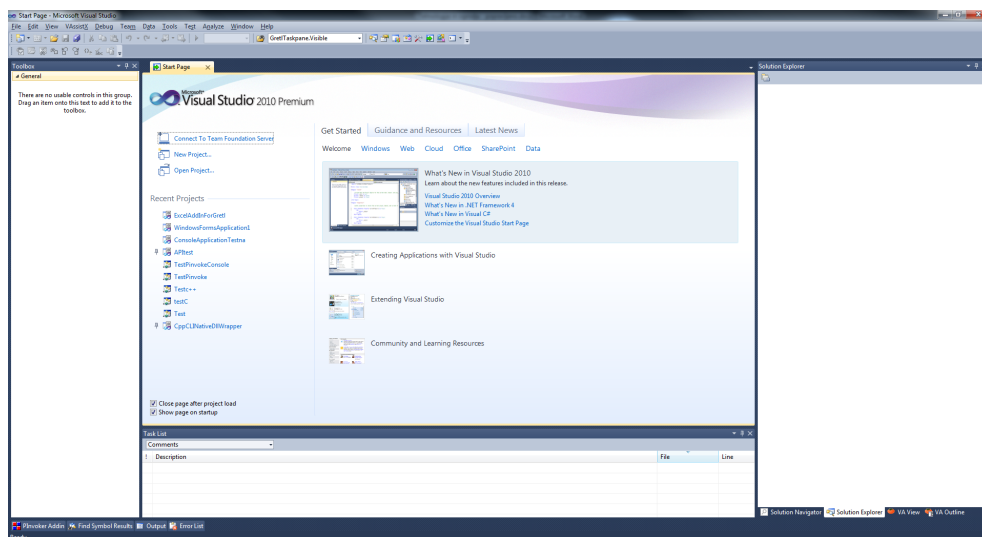 Start Page - Microsoft Visual Studio
File Edit View VAssistX Debug Team Data Tools Test Analyze Window Help
GretlTaskpane.Visible
Toolbox
General
There are no usable controls in this group.
Drag an item onto this text to add it to the
toolbox.
Start Page
Microsoft
Visual Studio 2010 Premium
Connect To Team Foundation Server
New Project...
Open Project...
Recent Projects
ExcelAddInForGretl
WindowsFormsApplication1
ConsoleApplicationTestna
APItest
TestPinvokeConsole
TestPinvoke
Testc++
testC
Test
CppCLINativeDllWrapper
Close page after project load
Show page on startup
Get Started Guidance and Resources Latest News
Welcome Windows Web Cloud Office SharePoint Data
What's New in Visual Studio 2010
Learn about the new features included in this release.
Visual Studio 2010 Overview
What's New in .NET Framework 4
What's New in Visual C#
Customize the Visual Studio Start Page
Creating Applications with Visual Studio
Extending Visual Studio
Community and Learning Resources
Task List
Comments
! Description File Line
Solution Explorer
Solution Navigator Solution Explorer VA View VA Outline
PInvoker Addin Find Symbol Results Output Error List
Ready